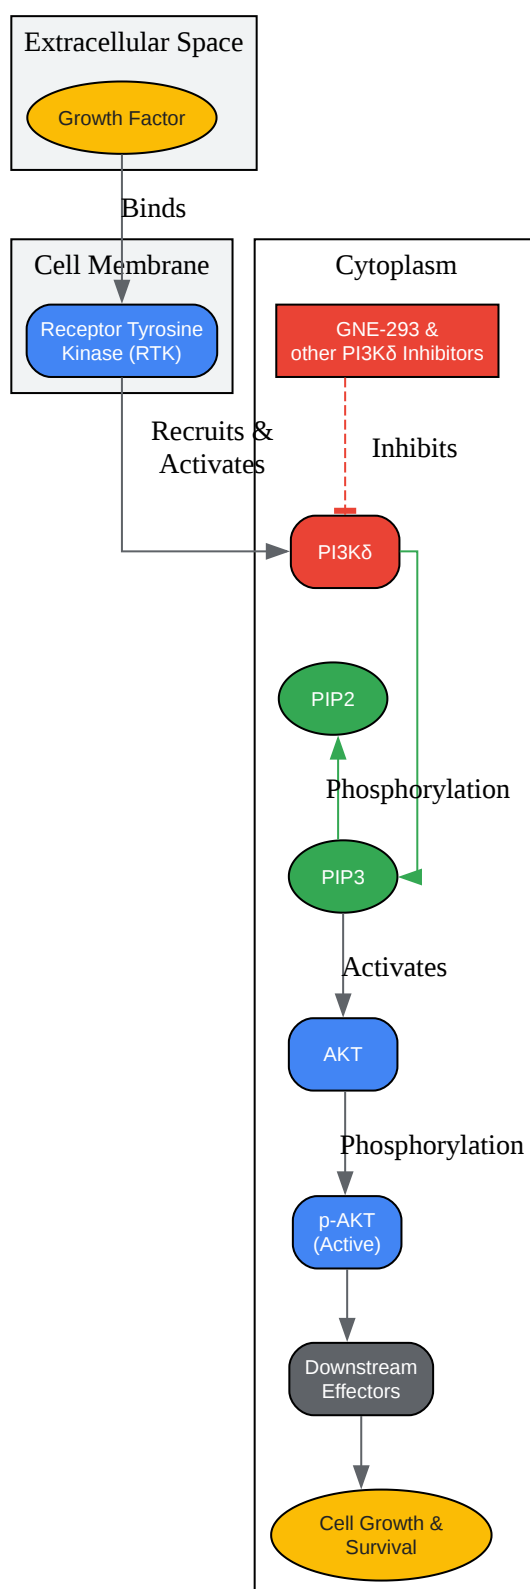 Extracellular Space
Growth Factor
Binds
Cell Membrane
Receptor Tyrosine
Kinase (RTK)
Cytoplasm
GNE-293 &
other PI3Kδ Inhibitors
Recruits &
Activates
Inhibits
PI3Kδ
PIP2
Phosphorylation
PIP3
Activates
AKT
Phosphorylation
p-AKT
(Active)
Downstream
Effectors
Cell Growth &
Survival